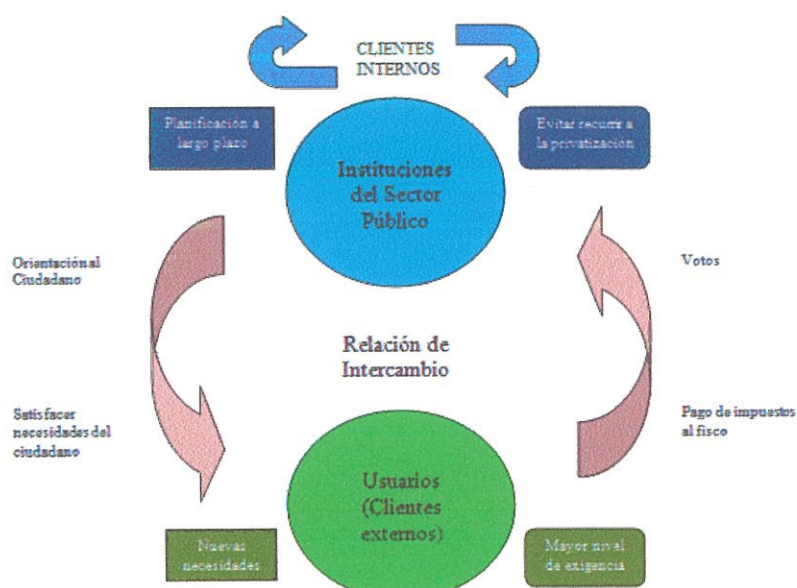 CLIENTES
INTERNOS
Planificación a
largo plazo
Evitar recurrir a
la privatización
Instituciones
del Sector
Público
Orientación al
Ciudadano
Votos
Relación de
Intercambio
Satisfacer
necesidades del
ciudadano
Pago de impuestos
al fisco
Usuarios
(Clientes
externos)
Nuevas
necesidades
Mayor nivel
de exigencia